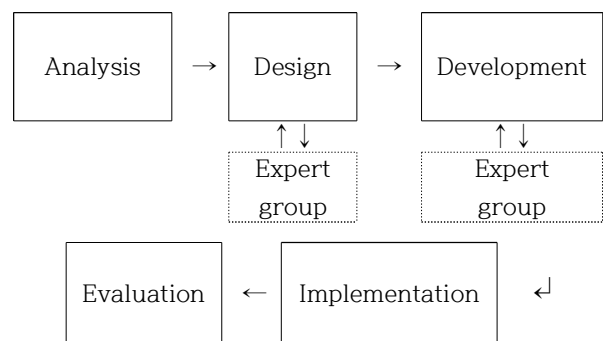 Analysis → Design → Development
↑ ↓ ↑ ↓
Expert group Expert group
Evaluation ← Implementation ↲